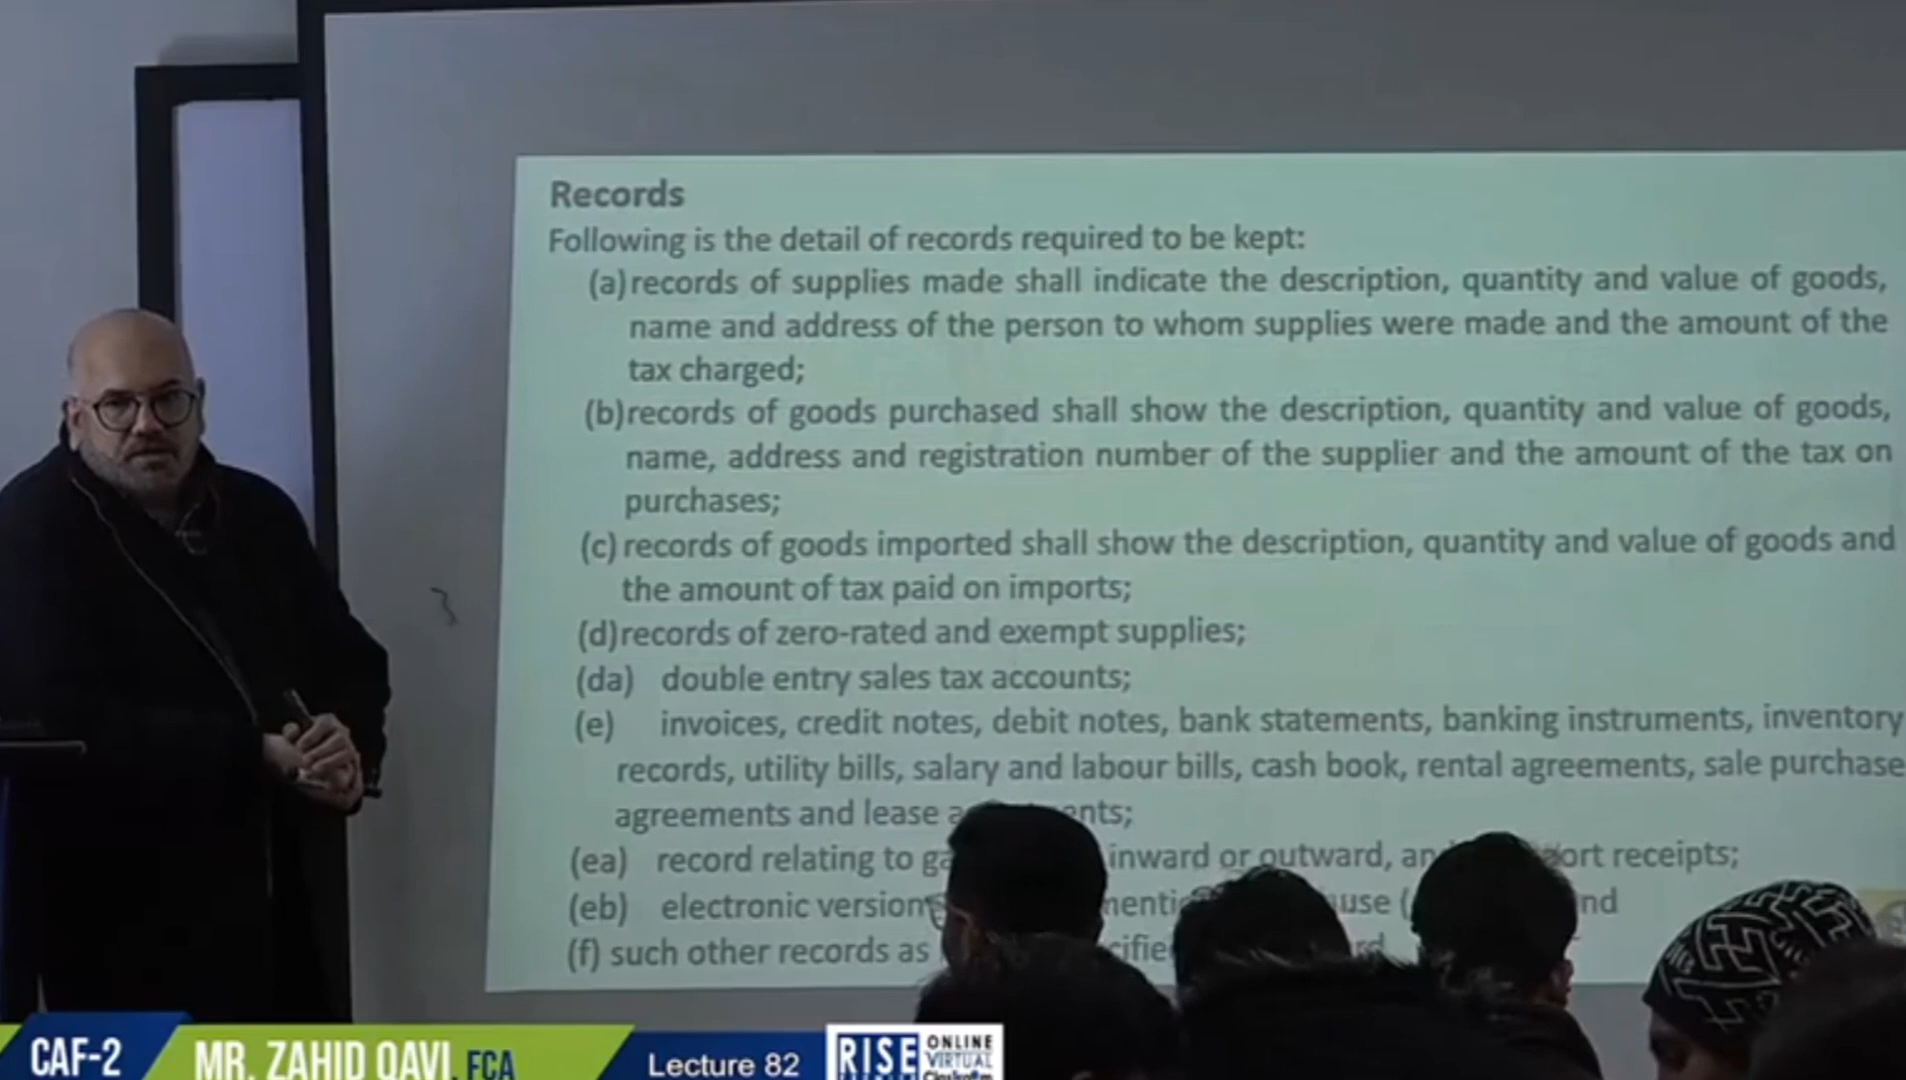 Records
Following is the detail of records required to be kept:
(a) records of supplies made shall indicate the description, quantity and value of goods,
name and address of the person to whom supplies were made and the amount of the
tax charged;
(b) records of goods purchased shall show the description, quantity and value of goods,
name, address and registration number of the supplier and the amount of the tax on
purchases;
(c) records of goods imported shall show the description, quantity and value of goods and
the amount of tax paid on imports;
(d) records of zero-rated and exempt supplies;
(da) double entry sales tax accounts;
(e) invoices, credit notes, debit notes, bank statements, banking instruments, inventory
records, utility bills, salary and labour bills, cash book, rental agreements, sale purchase
agreements and lease
(ea) record relating to inward or outward, receipts;
(eb) electronic version
(f) such other records as
CAF-2
MR. ZAHID QAVI, FCA
Lecture 82
RISE
ONLINE
VIRTUAL